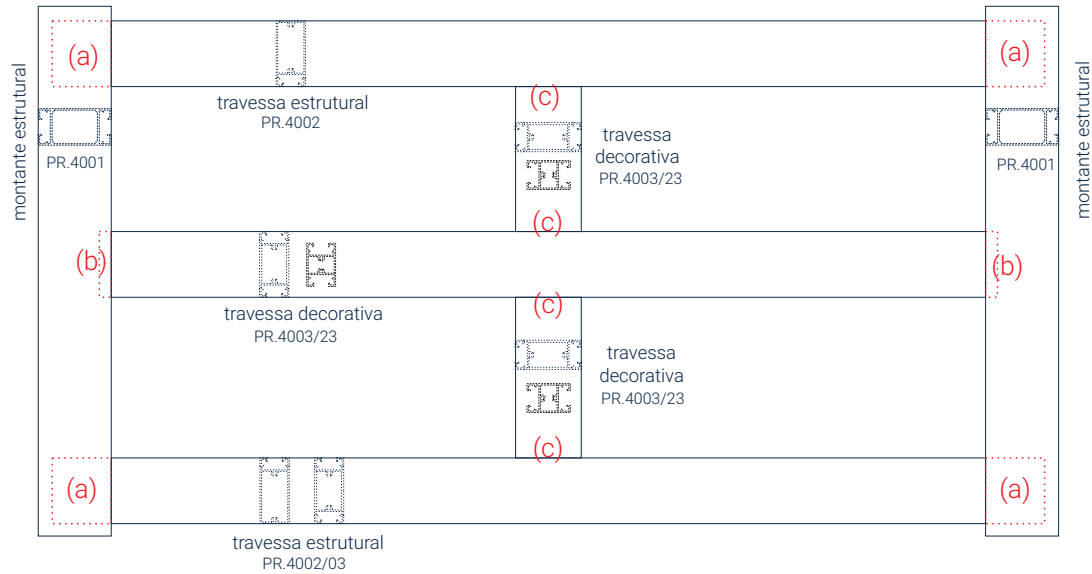 (a)
(a)
travessa estrutural
PR.4002
(c)
montante estrutural
PR.4001
travessa
decorativa
PR.4003/23
PR.4001
montante estrutural
(c)
(b)
(b)
travessa decorativa
PR.4003/23
(c)
travessa
decorativa
PR.4003/23
(c)
(a)
(a)
travessa estrutural
PR.4002/03